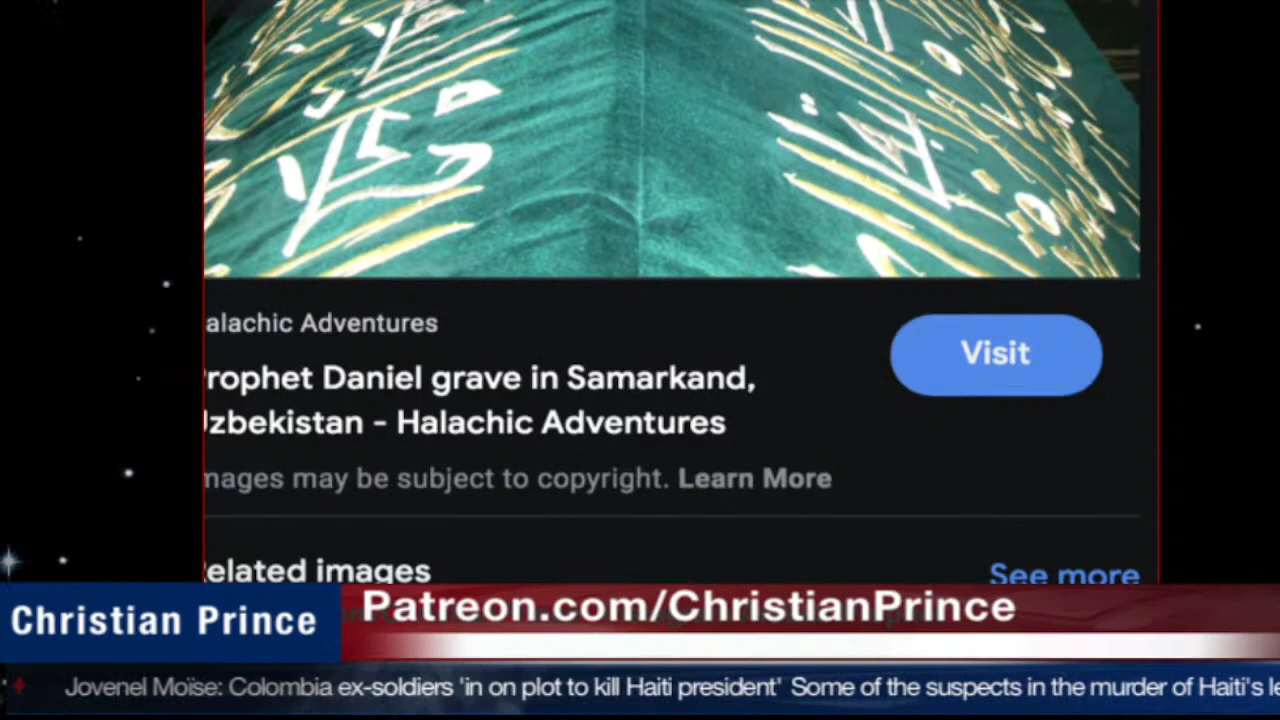 alachic Adventures
Visit
rophet Daniel grave in Samarkand,
zbekistan - Halachic Adventures
mages may be subject to copyright. Learn More
elated images
See more
Christian Prince
Patreon.com/ChristianPrince
Jovenel Moïse: Colombia ex-soldiers 'in on plot to kill Haiti president' Some of the suspects in the murder of Haiti's le